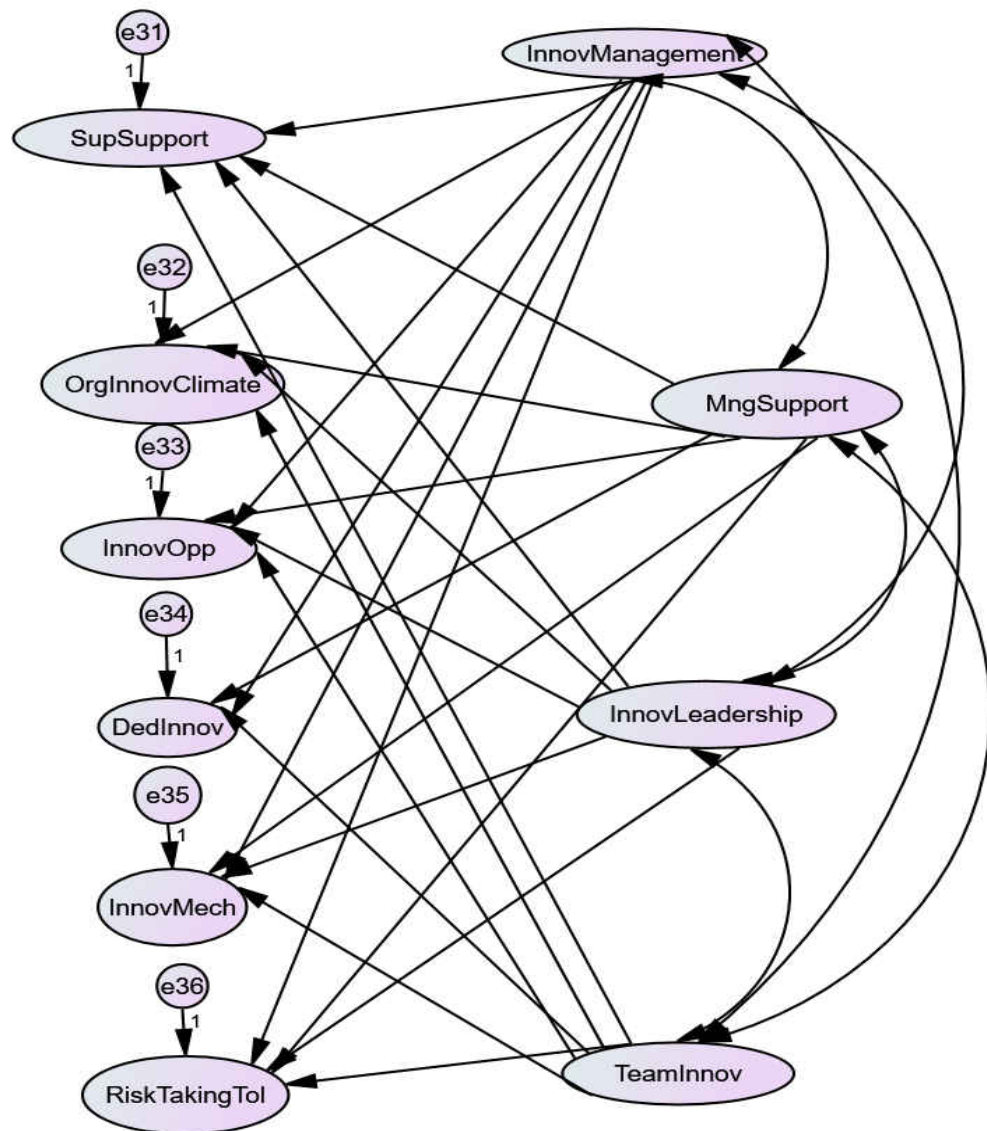 e31
InnovManagement
1
SupSupport
e32
1
OrgInnovClimate
MngSupport
e33
1
InnovOpp
e34
1
InnovLeadership
DedInnov
e35
1
InnovMech
e36
1
TeamInnov
RiskTakingTol